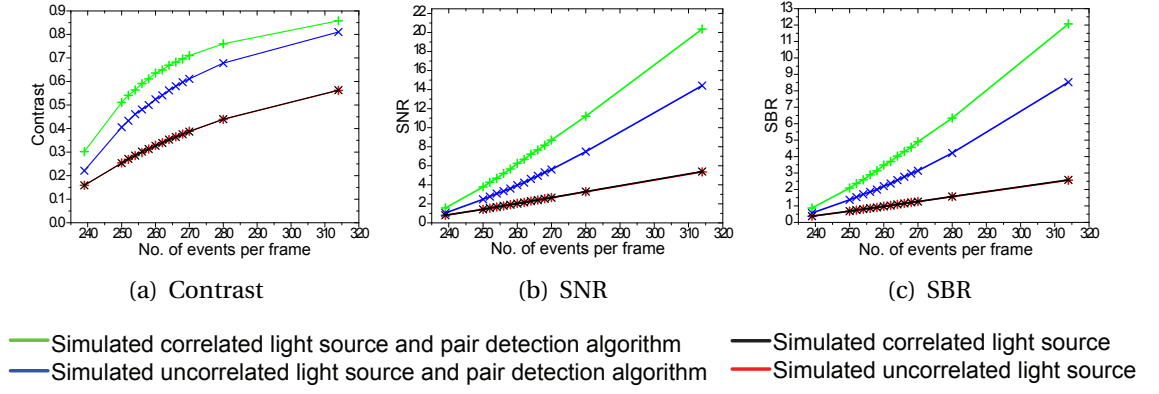 0.9
0.8
0.7
0.6
0.5
0.4
0.3
0.2
0.1
0.0
Contrast
240 250 260 270 280 290 300 310 320
No. of events per frame
(a) Contrast
22
20
18
16
14
12
10
8
6
4
2
0
SNR
240 250 260 270 280 290 300 310 320
No. of events per frame
(b) SNR
13
12
11
10
9
8
7
6
5
4
3
2
1
0
SBR
240 250 260 270 280 290 300 310 320
No. of events per frame
(c) SBR
Simulated correlated light source and pair detection algorithm
Simulated uncorrelated light source and pair detection algorithm
Simulated correlated light source
Simulated uncorrelated light source